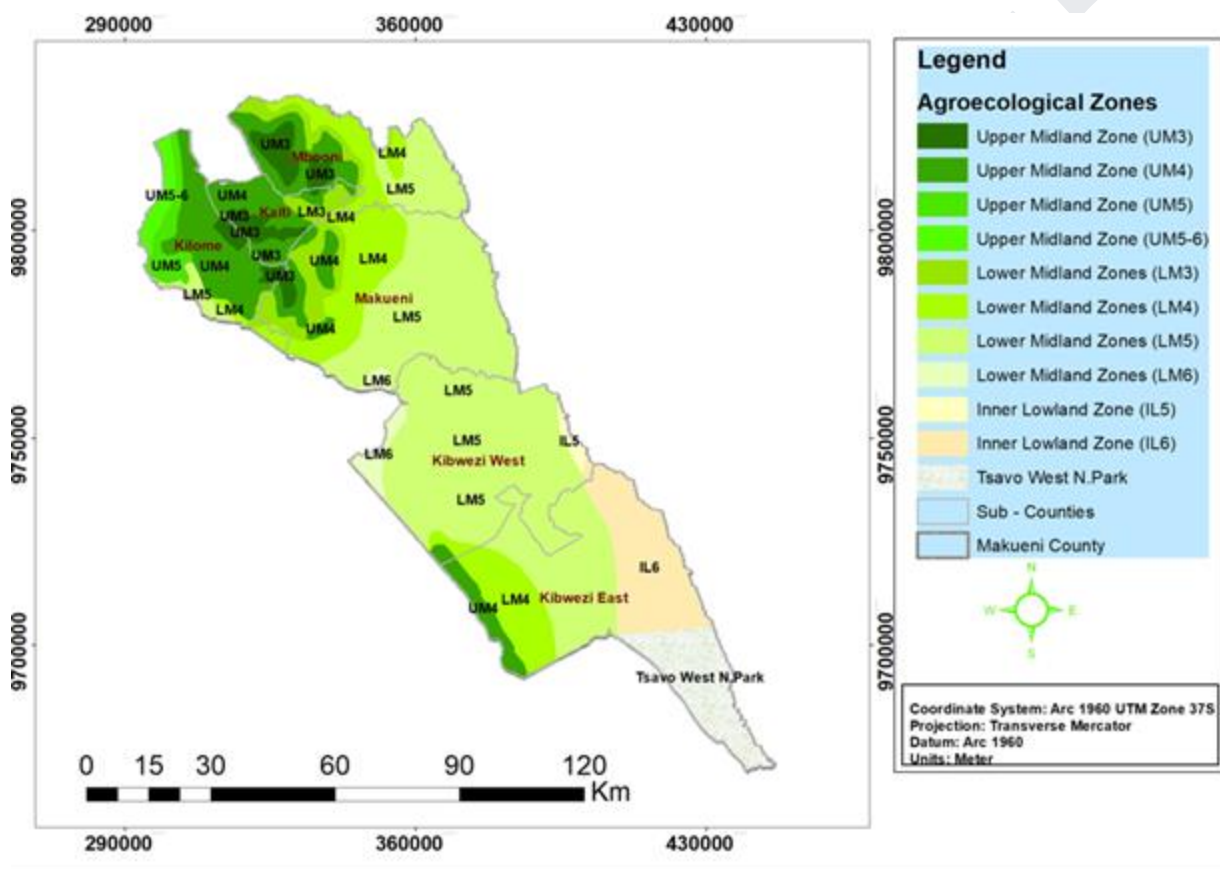 290000 360000 430000
UM3
Mbooni
LM4
UM3
LM5
UM5-6 UM4
UM3 Kaiti LM3 LM4
UM3
9800000 9800000
Kilome
UM3 UM4 LM4
UM5 UM4
UM3
LM5
LM4
Makueni
LM5
UM4
LM6
LM5
LM5 IL5
9750000 9750000
LM6
Kibwezi West
LM5
IL6
UM4 LM4 Kibwezi East
9700000 9700000
Tsavo West N.Park
0 15 30 60 90 120
Km
290000 360000 430000
Legend
Agroecological Zones
Upper Midland Zone (UM3)
Upper Midland Zone (UM4)
Upper Midland Zone (UM5)
Upper Midland Zone (UM5-6)
Lower Midland Zones (LM3)
Lower Midland Zones (LM4)
Lower Midland Zones (LM5)
Lower Midland Zones (LM6)
Inner Lowland Zone (IL5)
Inner Lowland Zone (IL6)
Tsavo West N.Park
Sub - Counties
Makueni County
N
W E
S
Coordinate System: Arc 1960 UTM Zone 37S
Projection: Transverse Mercator
Datum: Arc 1960
Units: Meter